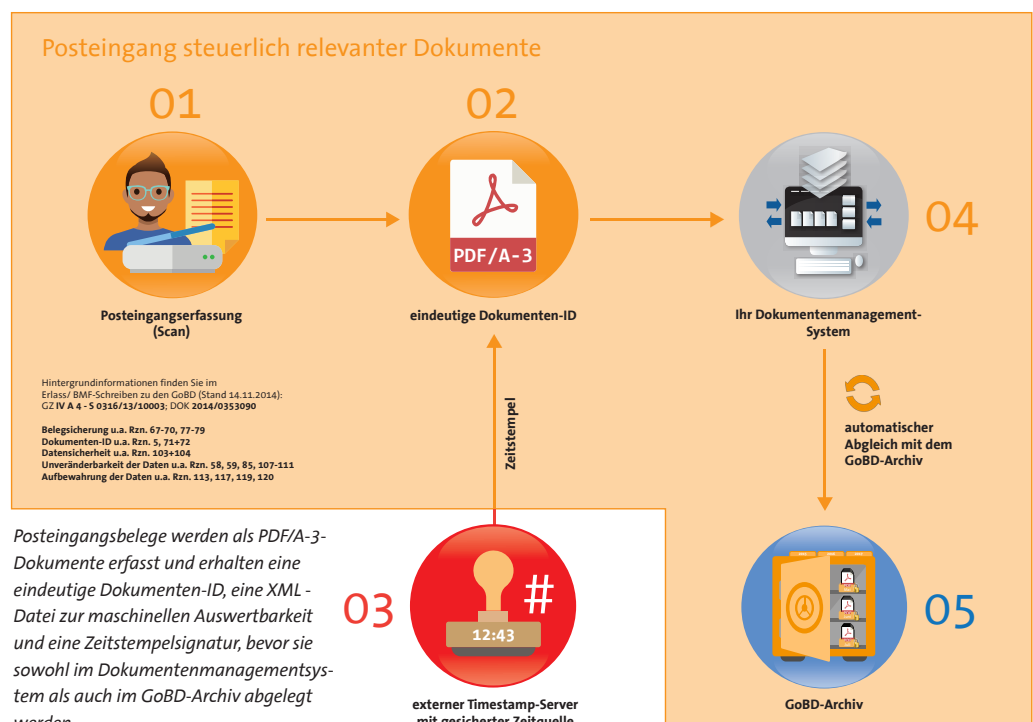 Posteingang steuerlich relevanter Dokumente
01
02
PDF/A-3
04
Posteingangserfassung
(Scan)
eindeutige Dokumenten-ID
Ihr Dokumentenmanagement-
System
Hintergrundinformationen finden Sie im
Erlass/ BMF-Schreiben zu den GoBD (Stand 14.11.2014):
GZ IV A 4 - S 0316/13/10003; DOK 2014/0353090
Belegsicherung u.a. Rzn. 67-70, 77-79
Dokumenten-ID u.a. Rzn. 5, 71+72
Datensicherheit u.a. Rzn. 103+104
Unveränderbarkeit der Daten u.a. Rzn. 58, 59, 85, 107-111
Aufbewahrung der Daten u.a. Rzn. 113, 117, 119, 120
Zeitstempel
automatischer
Abgleich mit dem
GoBD-Archiv
Posteingangsbelege werden als PDF/A-3-
Dokumente erfasst und erhalten eine
eindeutige Dokumenten-ID, eine XML -
Datei zur maschinellen Auswertbarkeit
und eine Zeitstempelsignatur, bevor sie
sowohl im Dokumentenmanagementsys-
tem als auch im GoBD-Archiv abgelegt
werden.
03
#
12:43
externer Timestamp-Server
mit gesicherter Zeitquelle
05
GoBD-Archiv